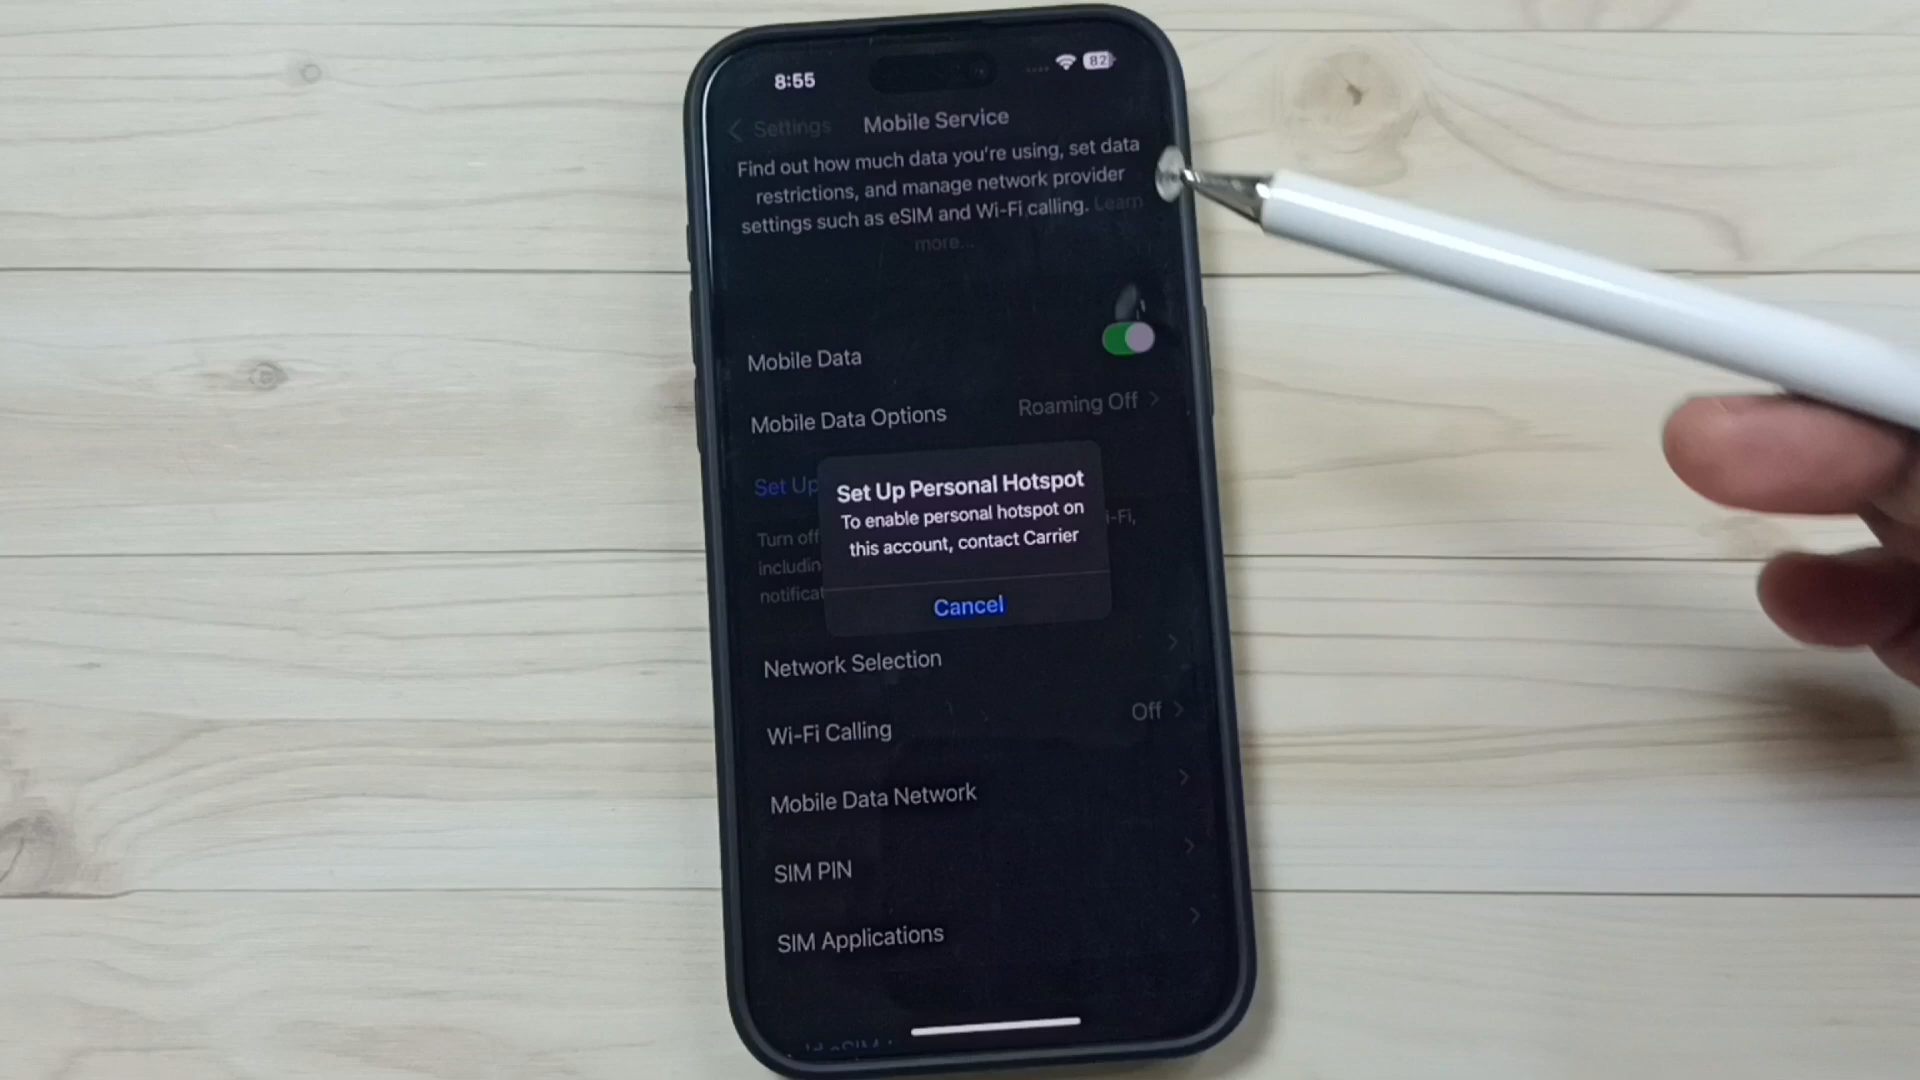 8:55
82
Settings
Mobile Service
Find out how much data you're using, set data
restrictions, and manage network provider
settings such as eSIM and Wi-Fi calling. Learn
more...
Mobile Data
Mobile Data Options
Roaming Off
Set Up
Set Up Personal Hotspot
To enable personal hotspot on
this account, contact Carrier
Cancel
Turn off
i-Fi,
includin
notificat
Network Selection
Wi-Fi Calling
Off
Mobile Data Network
SIM PIN
SIM Applications